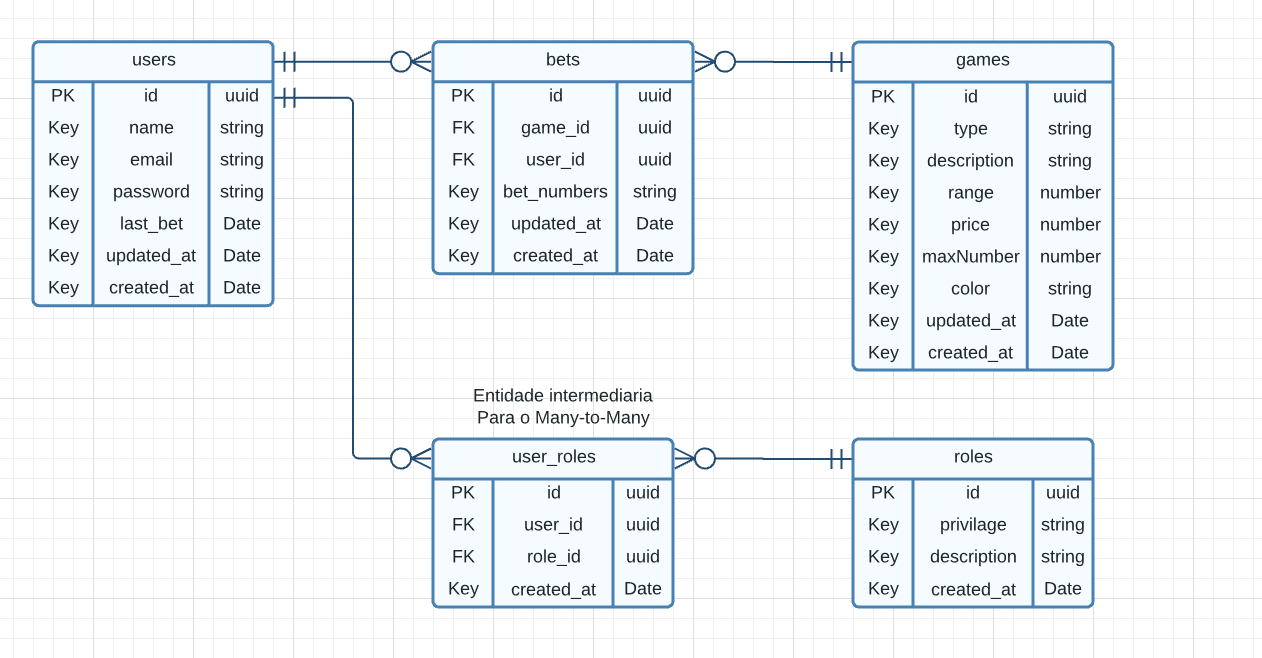 users
PK id uuid
Key name string
Key email string
Key password string
Key last_bet Date
Key updated_at Date
Key created_at Date
bets
PK id uuid
FK game_id uuid
FK user_id uuid
Key bet_numbers string
Key updated_at Date
Key created_at Date
games
PK id uuid
Key type string
Key description string
Key range number
Key price number
Key maxNumber number
Key color string
Key updated_at Date
Key created_at Date
Entidade intermediaria
Para o Many-to-Many
user_roles
PK id uuid
FK user_id uuid
FK role_id uuid
Key created_at Date
roles
PK id uuid
Key privilage string
Key description string
Key created_at Date